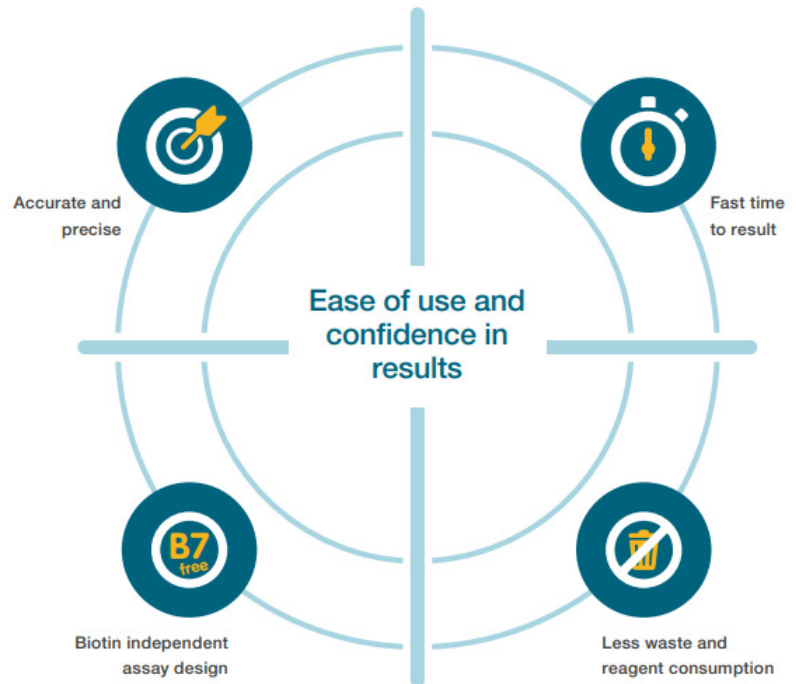 Accurate and
precise
Fast time
to result
Ease of use and
confidence in
results
B7
free
Biotin independent
assay design
Less waste and
reagent consumption